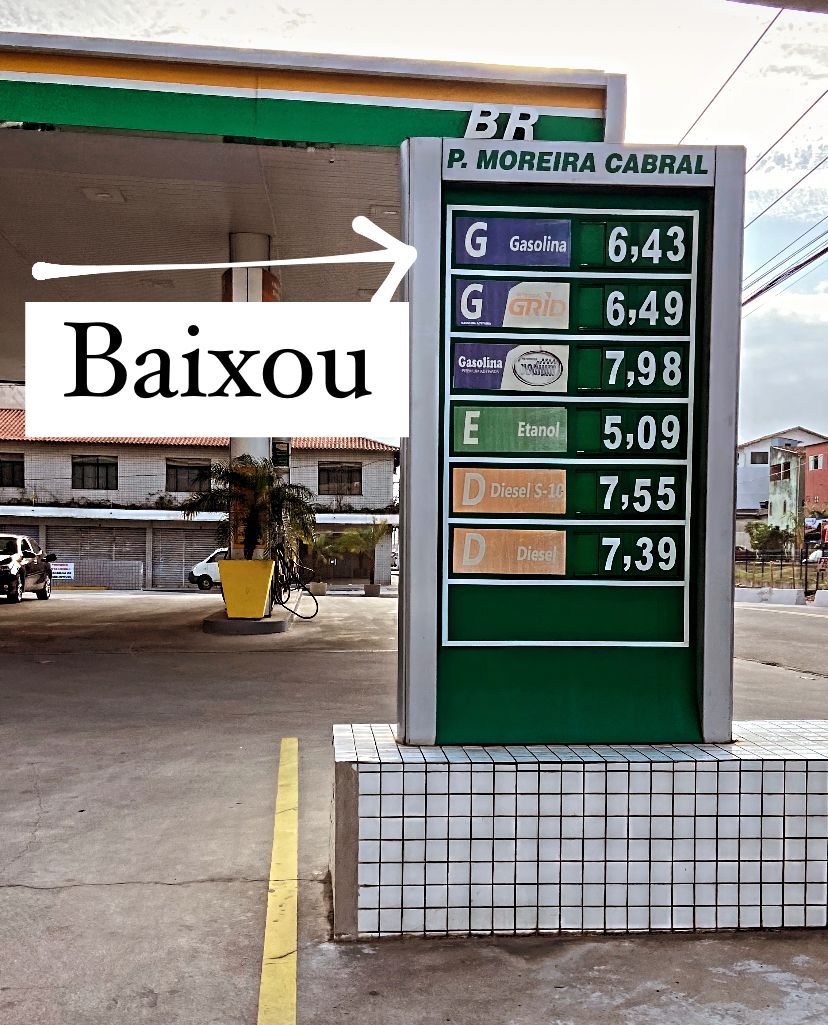 BR
P. MOREIRA CABRAL
G Gasolina 6,43
G GRID 6,49
Gasolina PODIUM 7,98
E Etanol 5,09
D Diesel S-10 7,55
D Diesel 7,39
Baixou